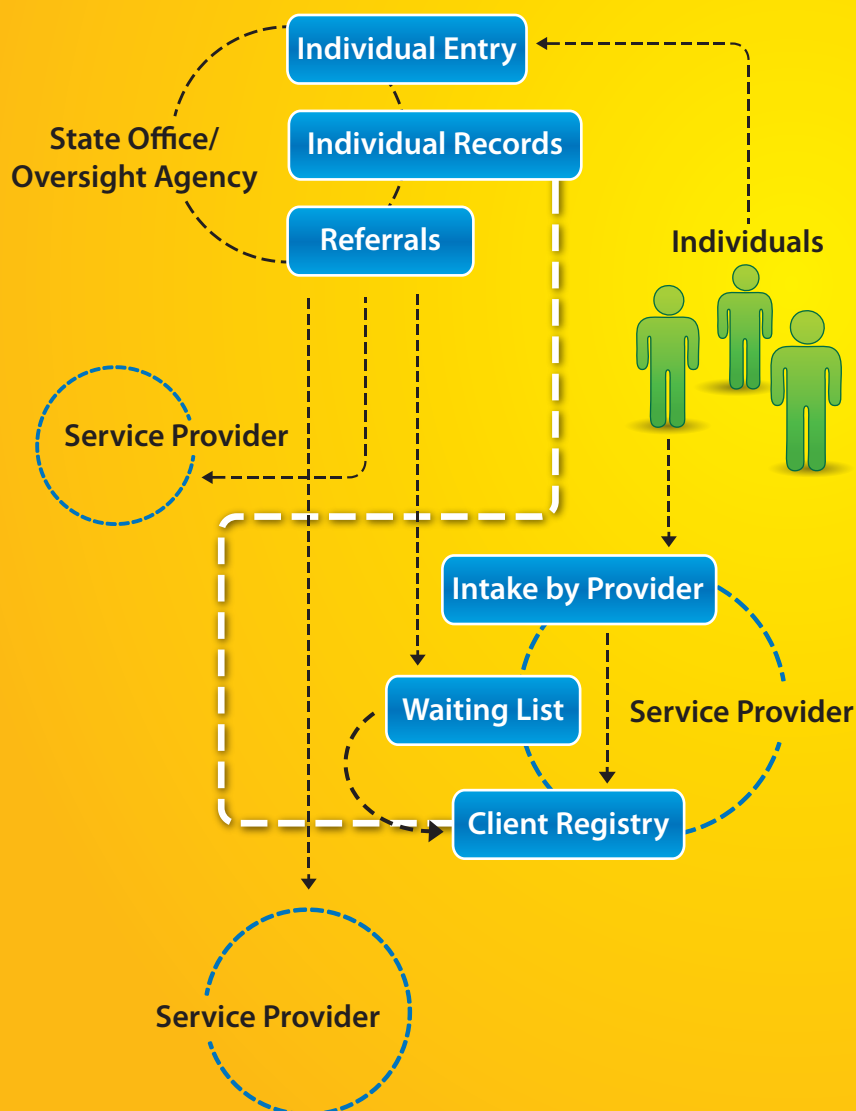 Individual Entry
State Office/
Oversight Agency
Individual Records
Referrals
Individuals
Service Provider
Intake by Provider
Waiting List
Service Provider
Client Registry
Service Provider